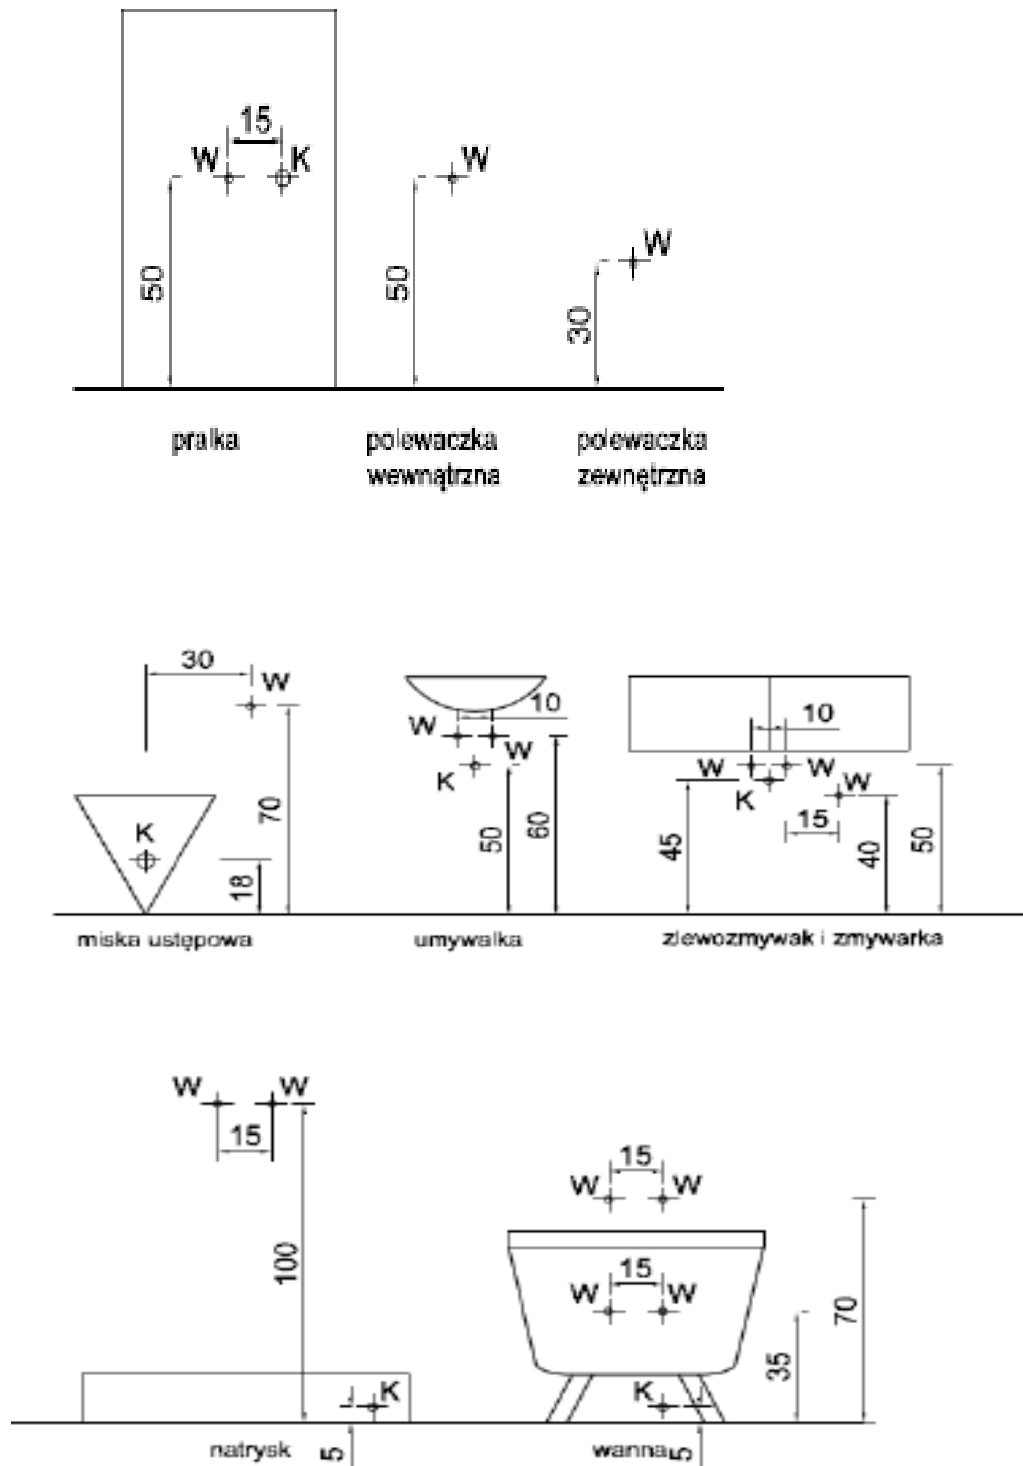 15
W K W
W
50 50 30
pralka polewaczka polewaczka
wewnątrzna zewnętrzna
30
W 10 10
W W W W
K K W
K 70 50 60 45 15 40 50
18
miska ustępowa umywalka zlewozmywak i zmywarka
W W
15 15
W W
100 15
W W 70
35
K K
natrysk 5 wanna 5